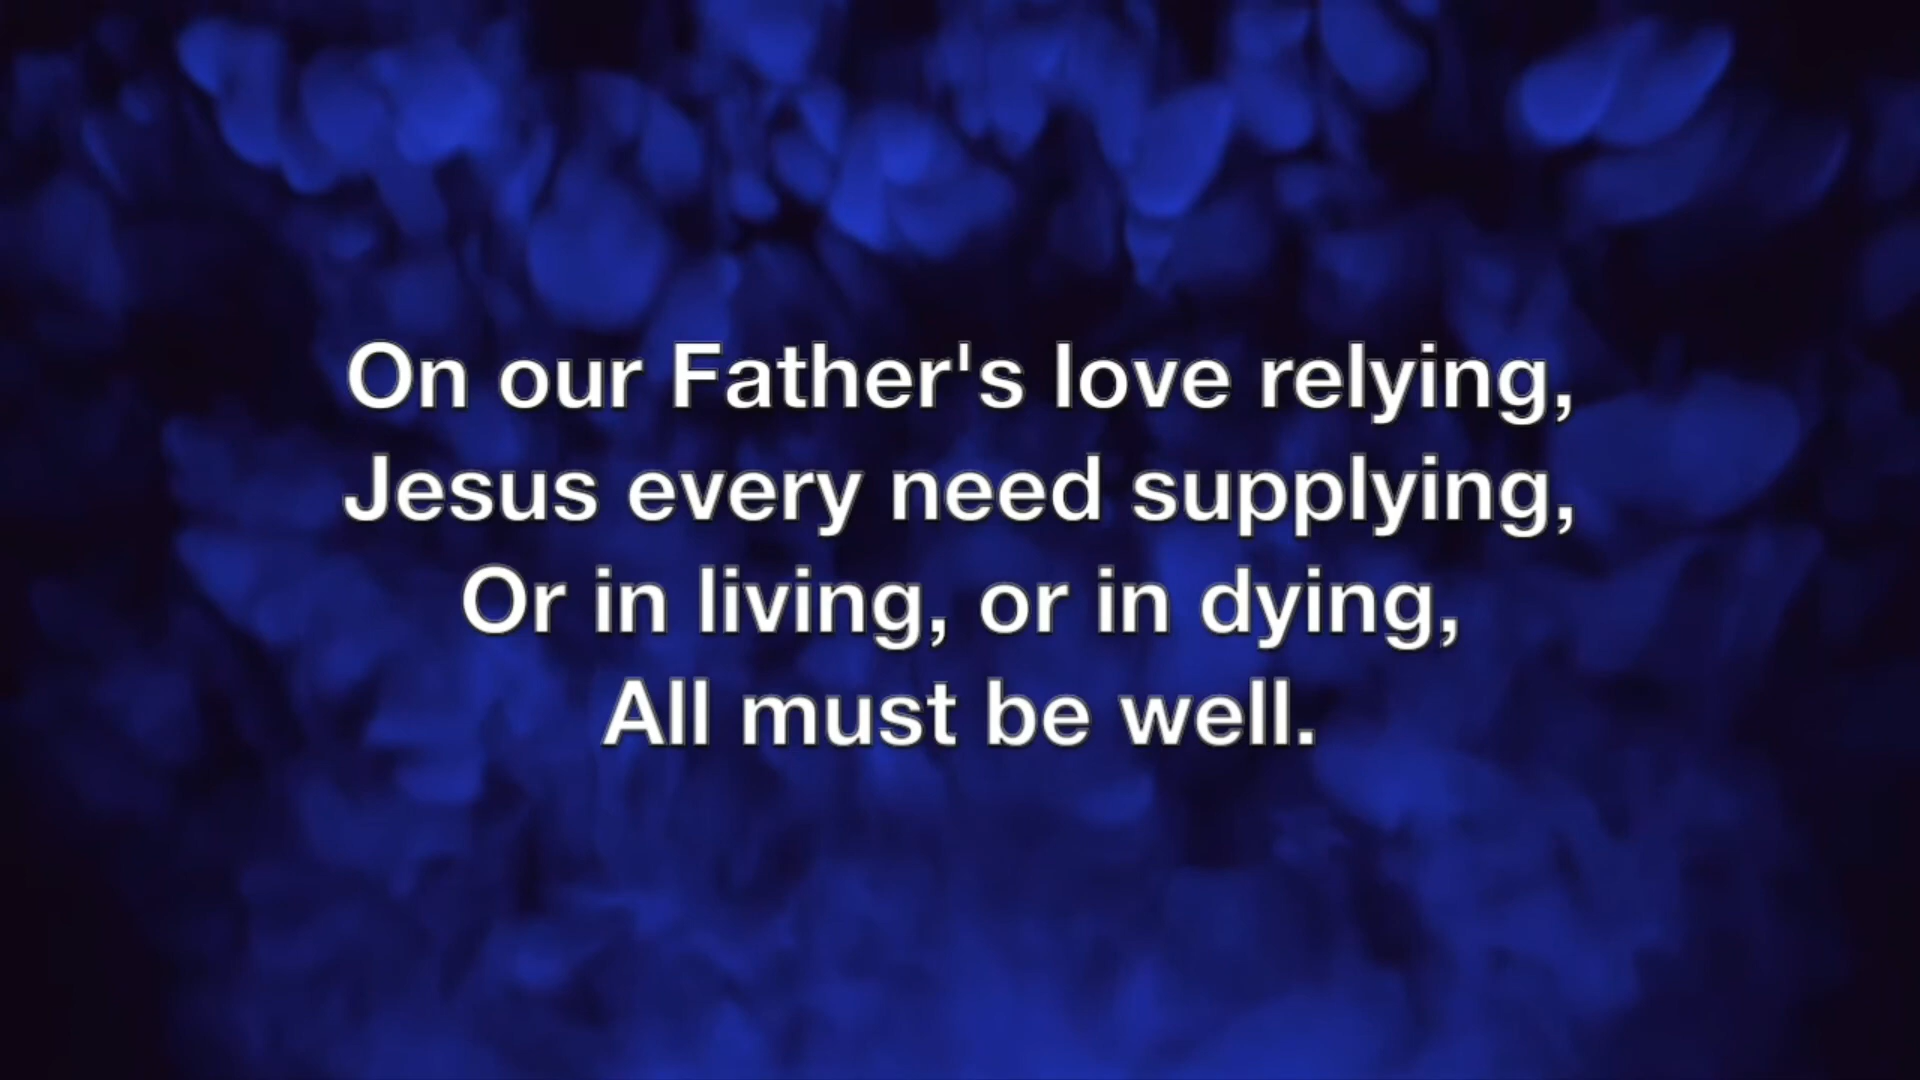 On our Father's love relying,
Jesus every need supplying,
Or in living, or in dying,
All must be well.